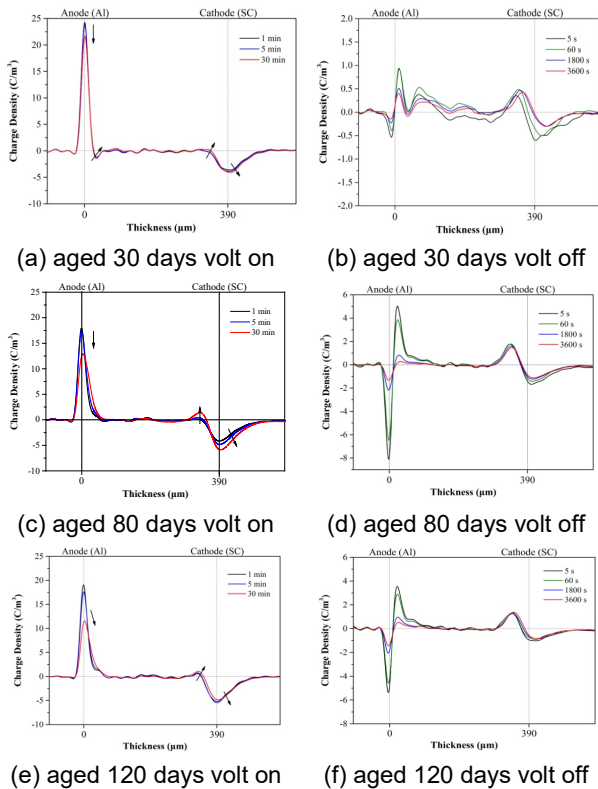 Anode (Al) Cathode (SC)
25
20
15
10
5
0
-5
-10
Charge Density (C/m³)
1 min
5 min
30 min
0 390
Thickness (µm)
(a) aged 30 days volt on
Anode (Al) Cathode (SC)
2.0
1.5
1.0
0.5
0.0
-0.5
-1.0
-1.5
-2.0
Charge Density (C/m³)
5 s
60 s
1800 s
3600 s
0 390
Thickness (µm)
(b) aged 30 days volt off
Anode (Al) Cathode (SC)
25
20
15
10
5
0
-5
-10
Charge Density (C/m³)
1 min
5 min
30 min
0 390
Thickness (µm)
(c) aged 80 days volt on
Anode (Al) Cathode (SC)
6
4
2
0
-2
-4
-6
-8
Charge Density (C/m³)
5 s
60 s
1800 s
3600 s
0 390
Thickness (µm)
(d) aged 80 days volt off
Anode (Al) Cathode (SC)
25
20
15
10
5
0
-5
-10
Charge Density (C/m³)
1 min
5 min
30 min
0 390
Thickness (µm)
(e) aged 120 days volt on
Anode (Al) Cathode (SC)
6
4
2
0
-2
-4
-6
-8
Charge Density (C/m³)
5 s
60 s
1800 s
3600 s
0 390
Thickness (µm)
(f) aged 120 days volt off